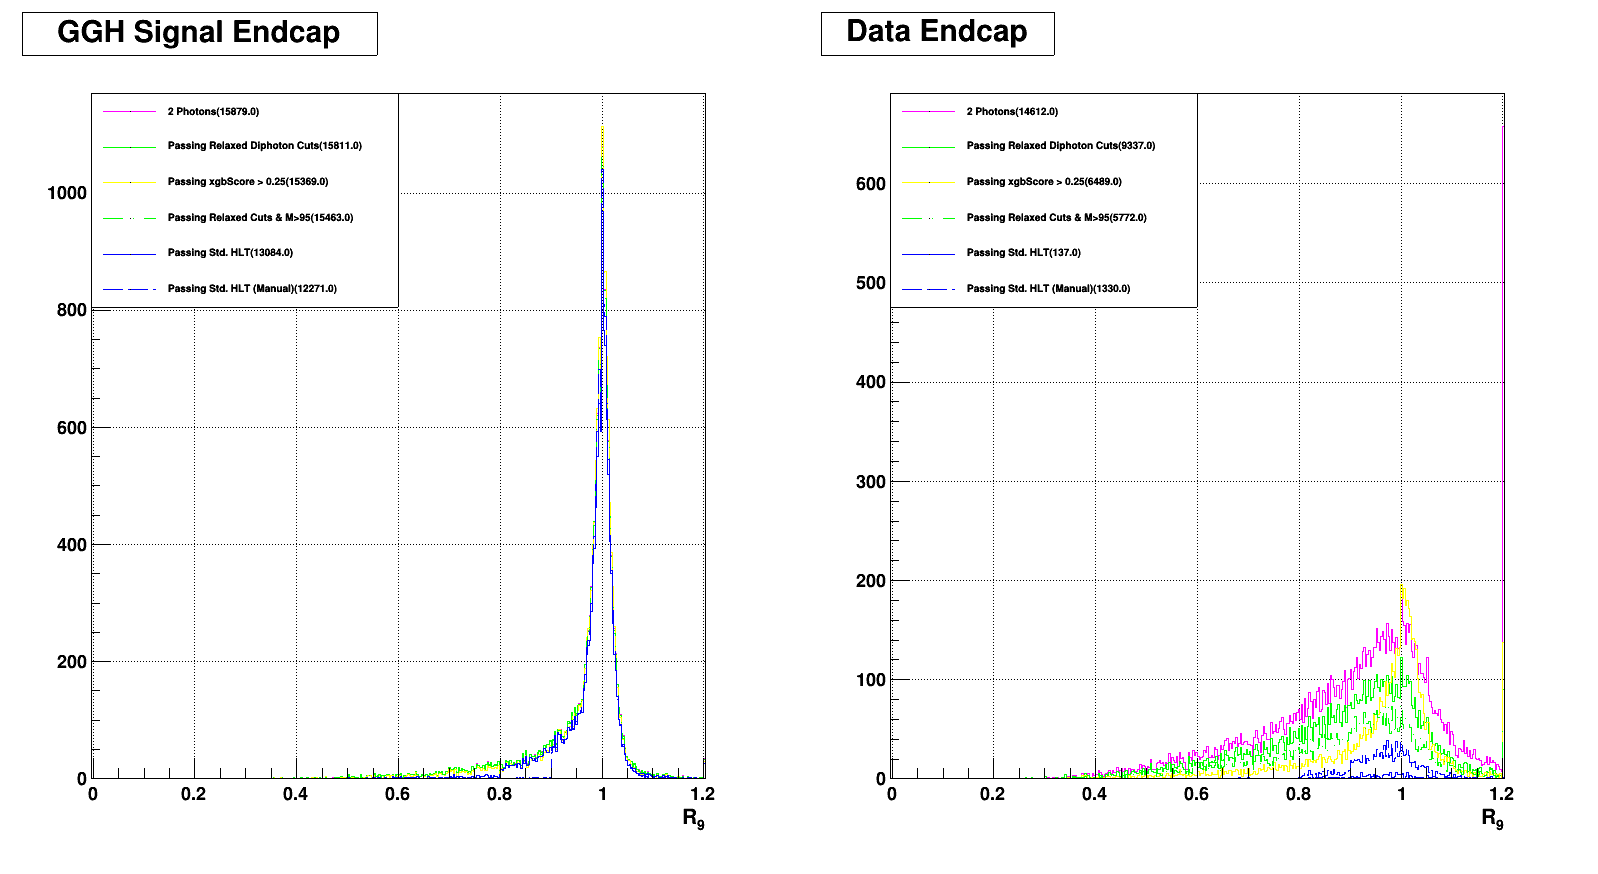 GGH Signal Endcap
2 Photons(15879.0)
Passing Relaxed Diphoton Cuts(15811.0)
Passing xgbScore > 0.25(15369.0)
Passing Relaxed Cuts & M>95(15463.0)
Passing Std. HLT(13084.0)
Passing Std. HLT (Manual)(12271.0)
1000
800
600
400
200
0
0 0.2 0.4 0.6 0.8 1 1.2
R9
Data Endcap
2 Photons(14612.0)
Passing Relaxed Diphoton Cuts(9337.0)
Passing xgbScore > 0.25(6489.0)
Passing Relaxed Cuts & M>95(5772.0)
Passing Std. HLT(137.0)
Passing Std. HLT (Manual)(1330.0)
600
500
400
300
200
100
0
0 0.2 0.4 0.6 0.8 1 1.2
R9